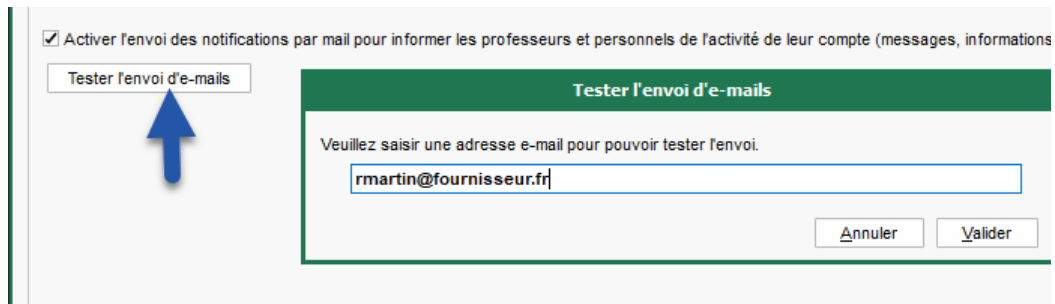 Activer l'envoi des notifications par mail pour informer les professeurs et personnels de l'activité de leur compte (messages, informations
Tester l'envoi d'e-mails
Tester l'envoi d'e-mails
Veuillez saisir une adresse e-mail pour pouvoir tester l'envoi.
rmartin@fournisseur.fr
Annuler
Valider